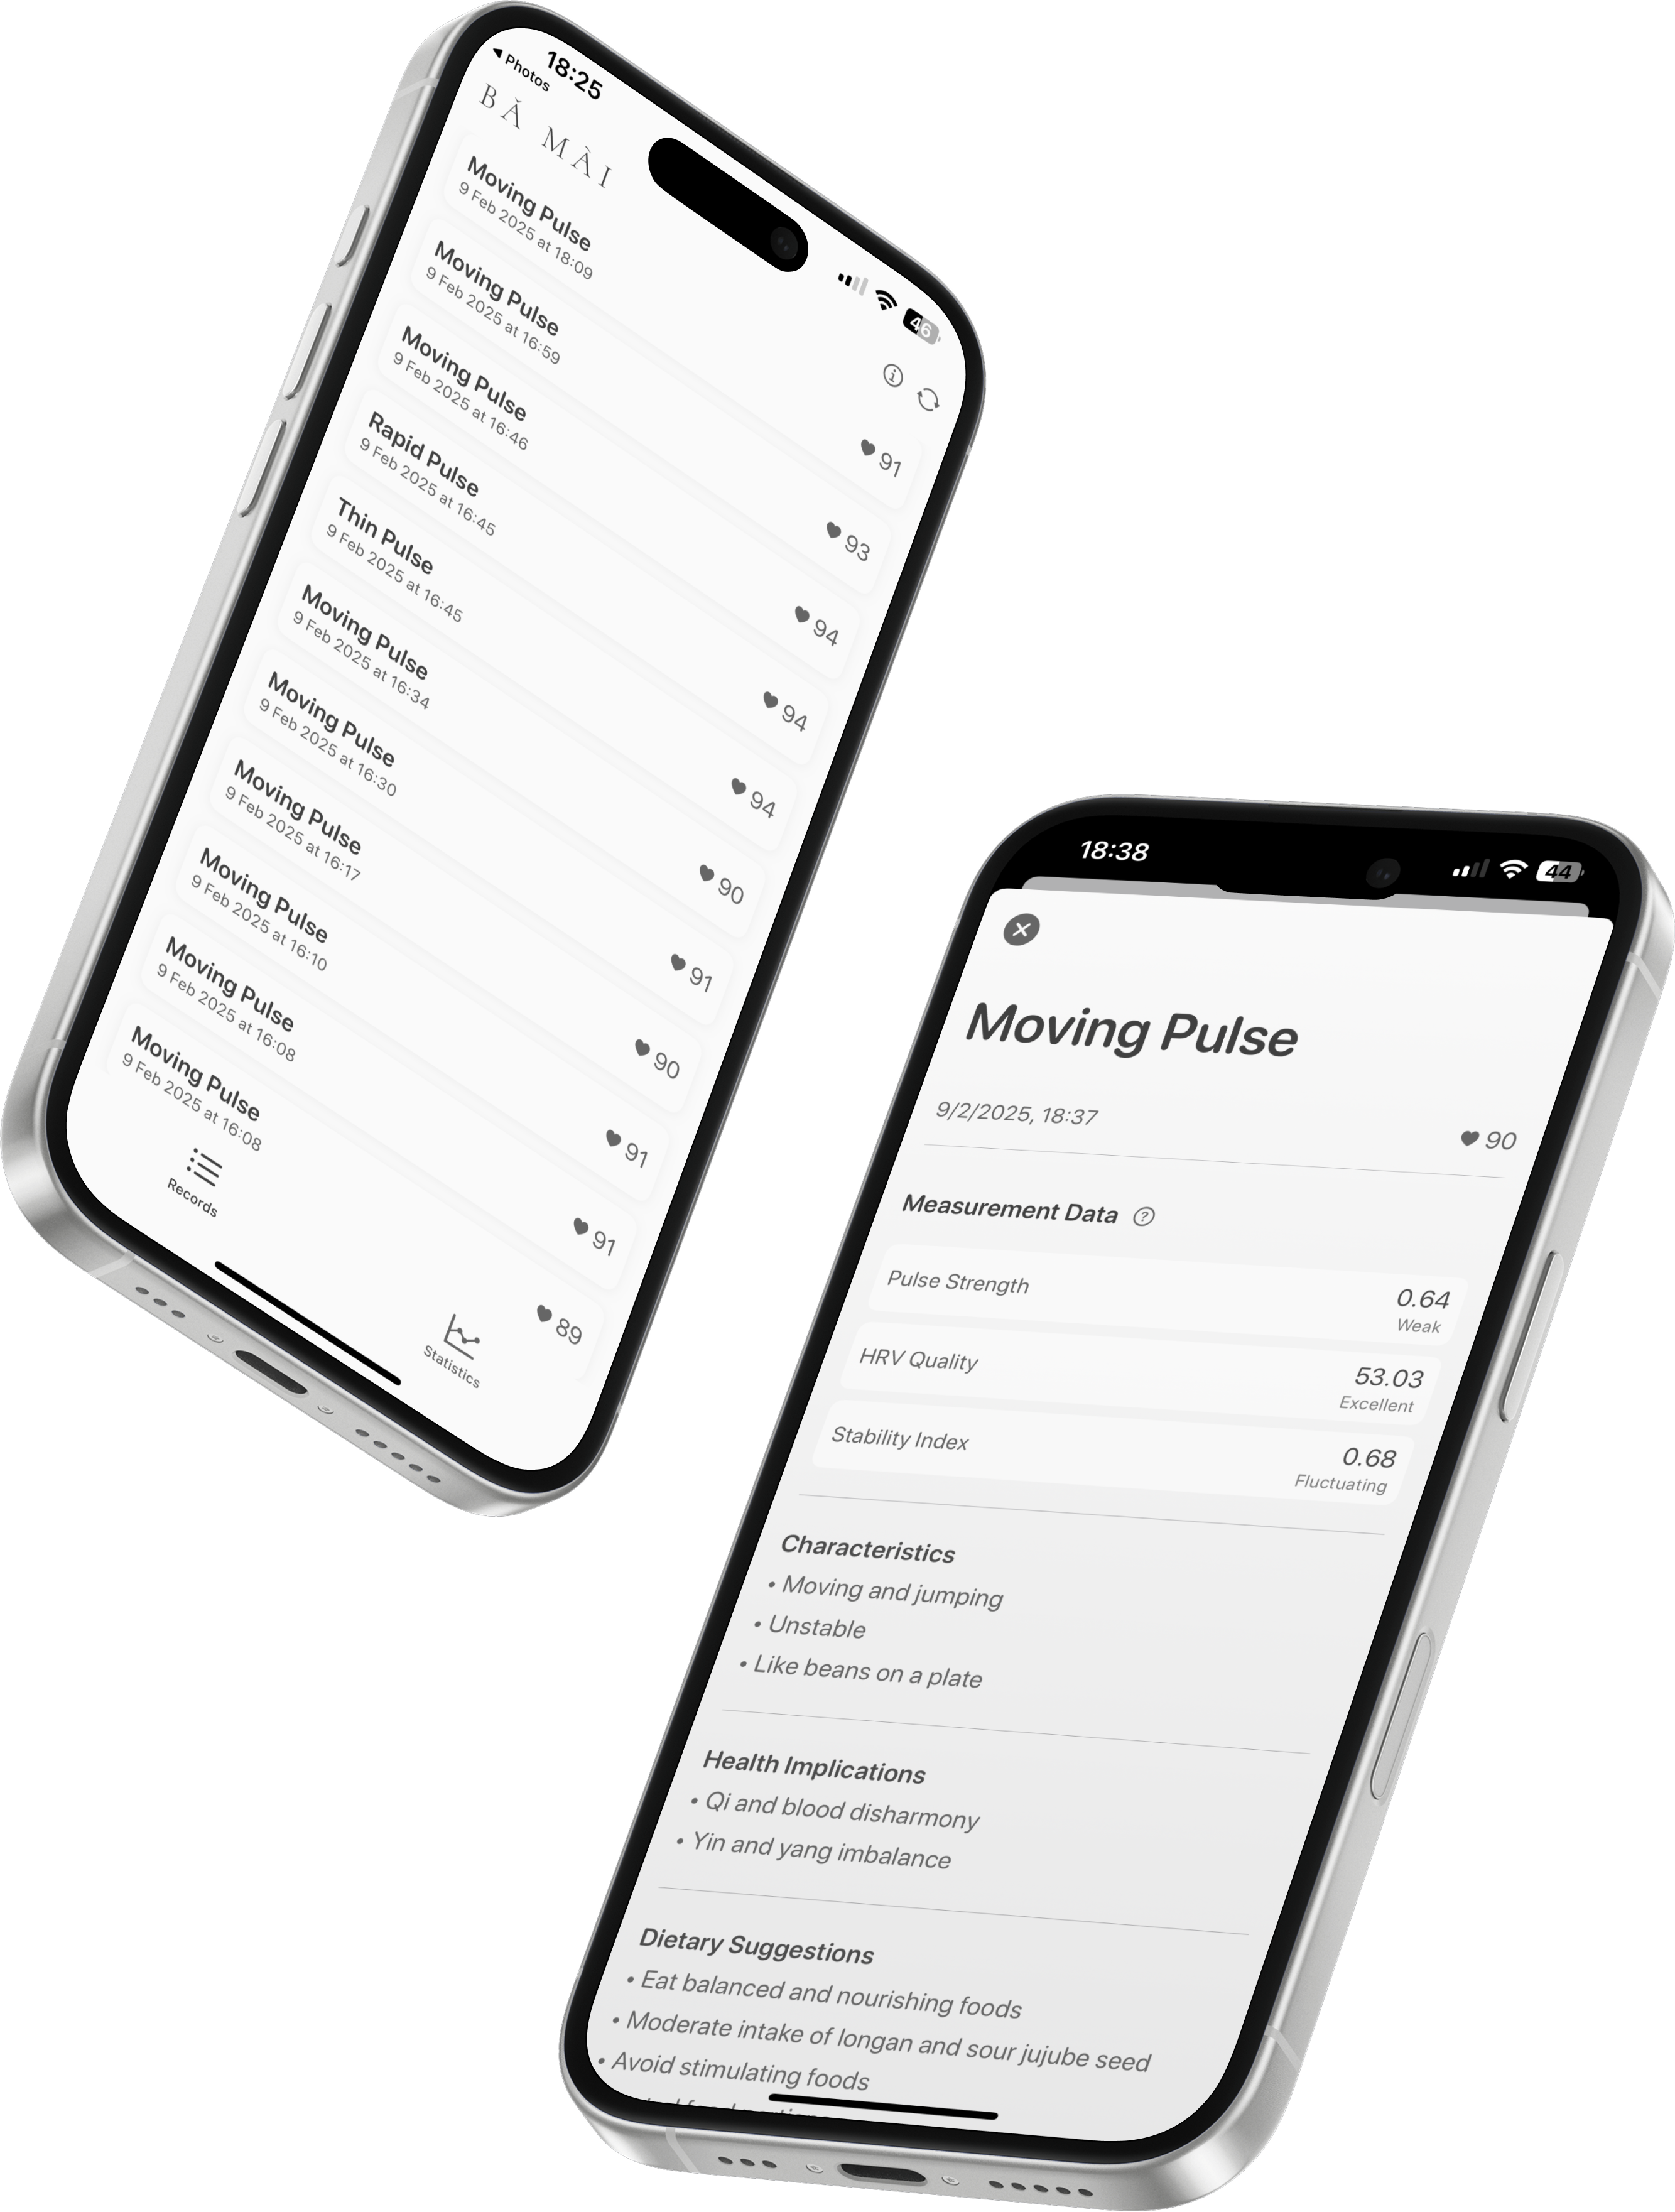 ◀ Photos
18:25
46
BǍ MÀI
Moving Pulse
9 Feb 2025 at 18:09
91
Moving Pulse
9 Feb 2025 at 16:59
93
Moving Pulse
9 Feb 2025 at 16:46
94
Rapid Pulse
9 Feb 2025 at 16:45
94
Thin Pulse
9 Feb 2025 at 16:45
94
Moving Pulse
9 Feb 2025 at 16:34
90
Moving Pulse
9 Feb 2025 at 16:30
91
Moving Pulse
9 Feb 2025 at 16:17
90
Moving Pulse
9 Feb 2025 at 16:10
91
Moving Pulse
9 Feb 2025 at 16:08
91
Moving Pulse
9 Feb 2025 at 16:08
89
Records
Statistics
18:38
44
Moving Pulse
9/2/2025, 18:37
90
Measurement Data
Pulse Strength
0.64
Weak
HRV Quality
53.03
Excellent
Stability Index
0.68
Fluctuating
Characteristics
• Moving and jumping
• Unstable
• Like beans on a plate
Health Implications
• Qi and blood disharmony
• Yin and yang imbalance
Dietary Suggestions
• Eat balanced and nourishing foods
• Moderate intake of longan and sour jujube seed
• Avoid stimulating foods